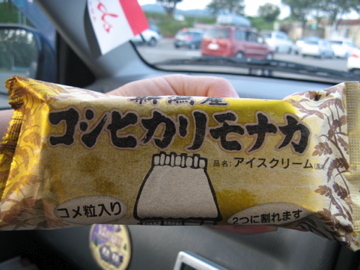 新潟産
コシヒカリモナカ
品名: アイスクリーム
コメ粒入り
2つに割れます